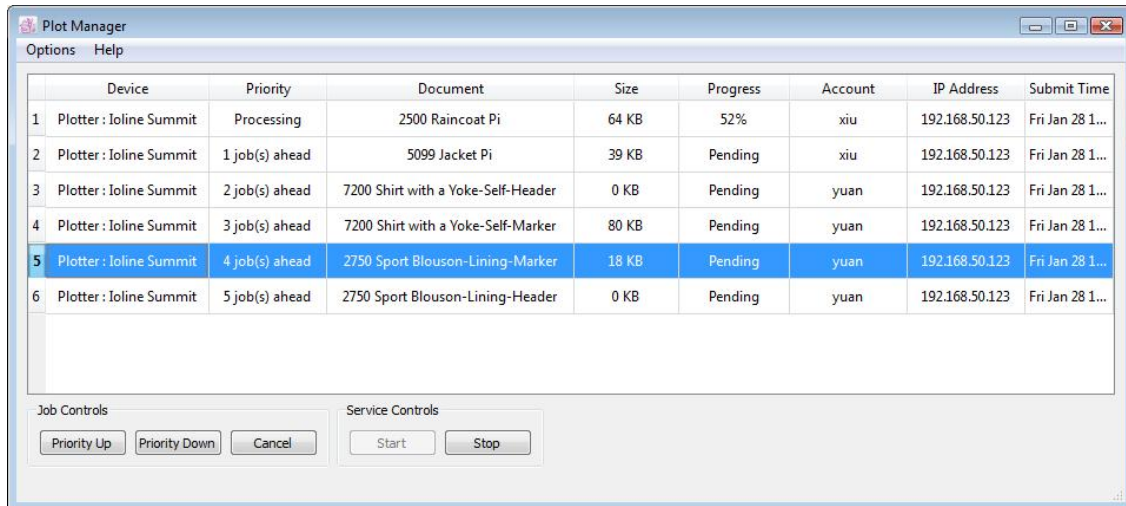 Plot Manager
Options Help
Device Priority Document Size Progress Account IP Address Submit Time
1 Plotter : Ioline Summit Processing 2500 Raincoat Pi 64 KB 52% xiu 192.168.50.123 Fri Jan 28 1...
2 Plotter : Ioline Summit 1 job(s) ahead 5099 Jacket Pi 39 KB Pending xiu 192.168.50.123 Fri Jan 28 1...
3 Plotter : Ioline Summit 2 job(s) ahead 7200 Shirt with a Yoke-Self-Header 0 KB Pending yuan 192.168.50.123 Fri Jan 28 1...
4 Plotter : Ioline Summit 3 job(s) ahead 7200 Shirt with a Yoke-Self-Marker 80 KB Pending yuan 192.168.50.123 Fri Jan 28 1...
5 Plotter : Ioline Summit 4 job(s) ahead 2750 Sport Blouson-Lining-Marker 18 KB Pending yuan 192.168.50.123 Fri Jan 28 1...
6 Plotter : Ioline Summit 5 job(s) ahead 2750 Sport Blouson-Lining-Header 0 KB Pending yuan 192.168.50.123 Fri Jan 28 1...
Job Controls Service Controls
Priority Up Priority Down Cancel Start Stop